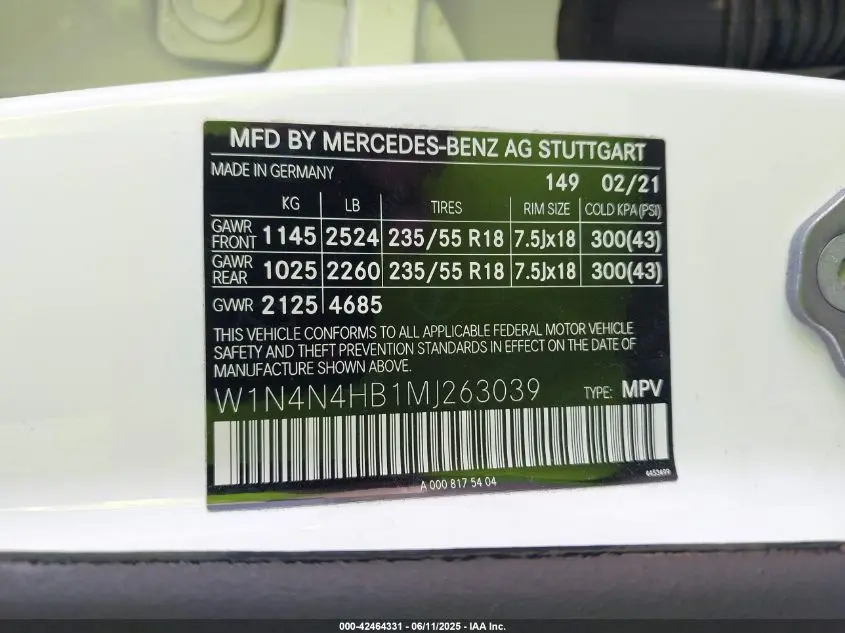 MFD BY MERCEDES-BENZ AG STUTTGART
MADE IN GERMANY
149 02/21
KG LB TIRES RIM SIZE COLD KPA(PSI)
GAWR FRONT 1145 2524 235/55 R18 7.5Jx18 300(43)
GAWR REAR 1025 2260 235/55 R18 7.5Jx18 300(43)
GVWR 2125 4685
THIS VEHICLE CONFORMS TO ALL APPLICABLE FEDERAL MOTOR VEHICLE
SAFETY AND THEFT PREVENTION STANDARDS IN EFFECT ON THE DATE OF
MANUFACTURE SHOWN ABOVE.
W1N4N4HB1MJ263039 TYPE: MPV
A 000 817 54 04
000-42464331 - 06/11/2025 - IAA Inc.